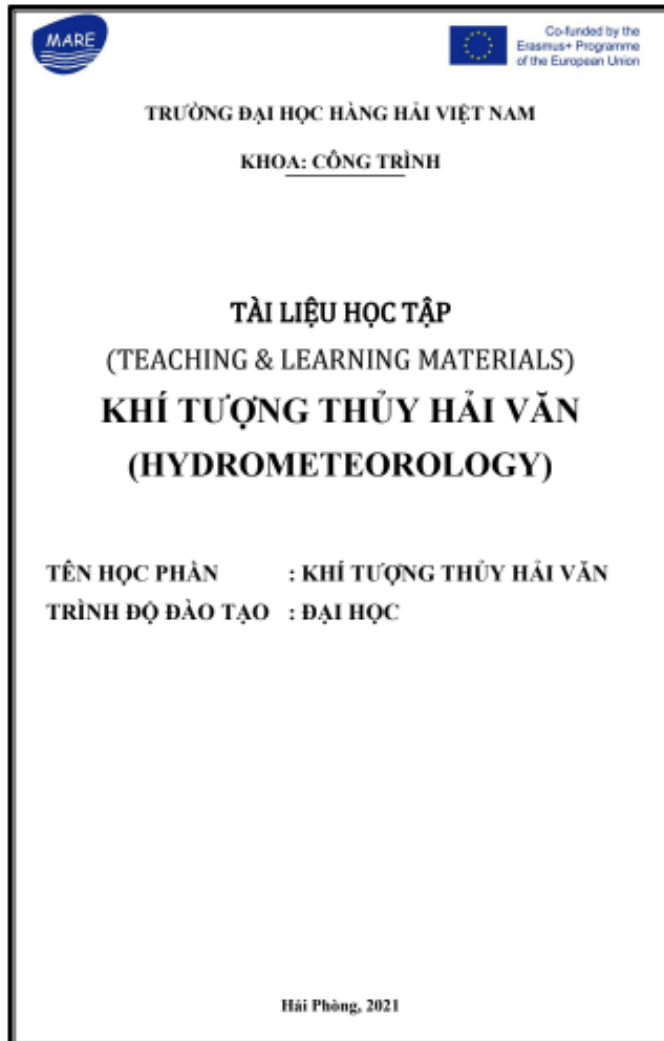 MARE
Co-funded by the
Erasmus+ Programme
of the European Union
TRƯỜNG ĐẠI HỌC HÀNG HẢI VIỆT NAM
KHOA: CÔNG TRÌNH
TÀI LIỆU HỌC TẬP
(TEACHING & LEARNING MATERIALS)
KHÍ TƯỢNG THỦY HẢI VĂN
(HYDROMETEOROLOGY)
TÊN HỌC PHẦN : KHÍ TƯỢNG THỦY HẢI VĂN
TRÌNH ĐỘ ĐÀO TẠO : ĐẠI HỌC
Hải Phòng, 2021